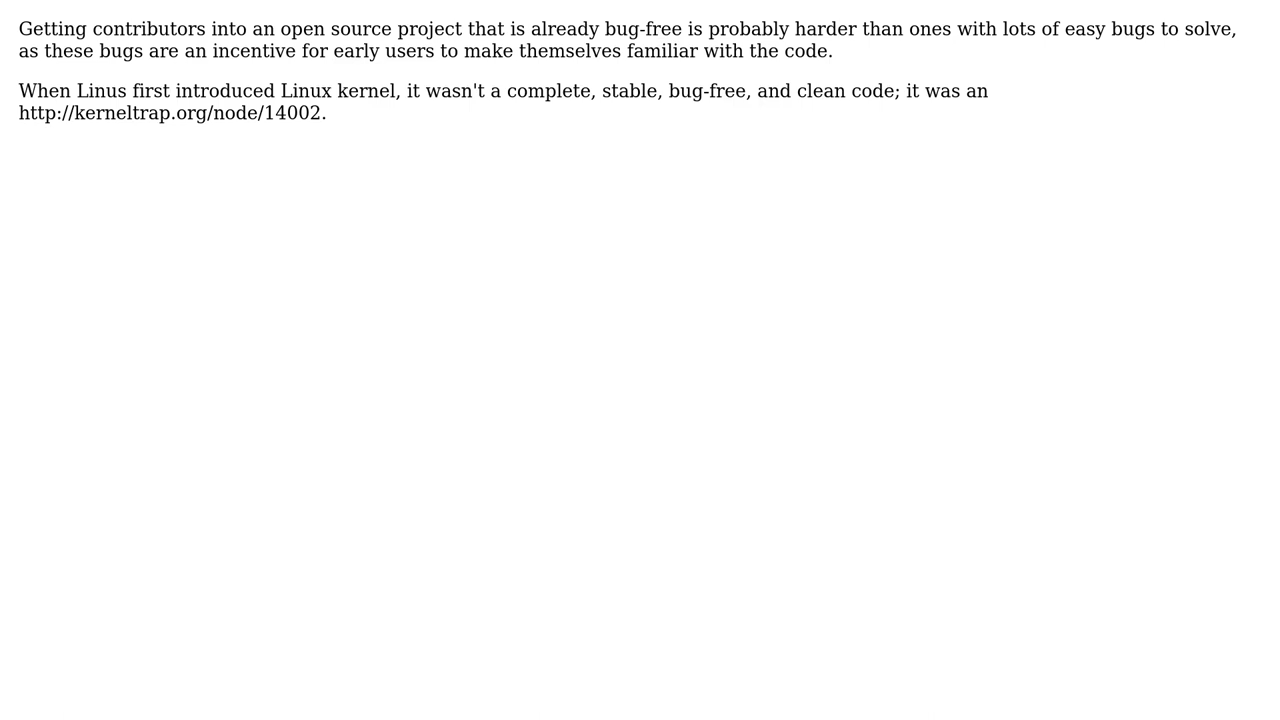 Getting contributors into an open source project that is already bug-free is probably harder than ones with lots of easy bugs to solve,
as these bugs are an incentive for early users to make themselves familiar with the code.
When Linus first introduced Linux kernel, it wasn't a complete, stable, bug-free, and clean code; it was an
http://kerneltrap.org/node/14002.